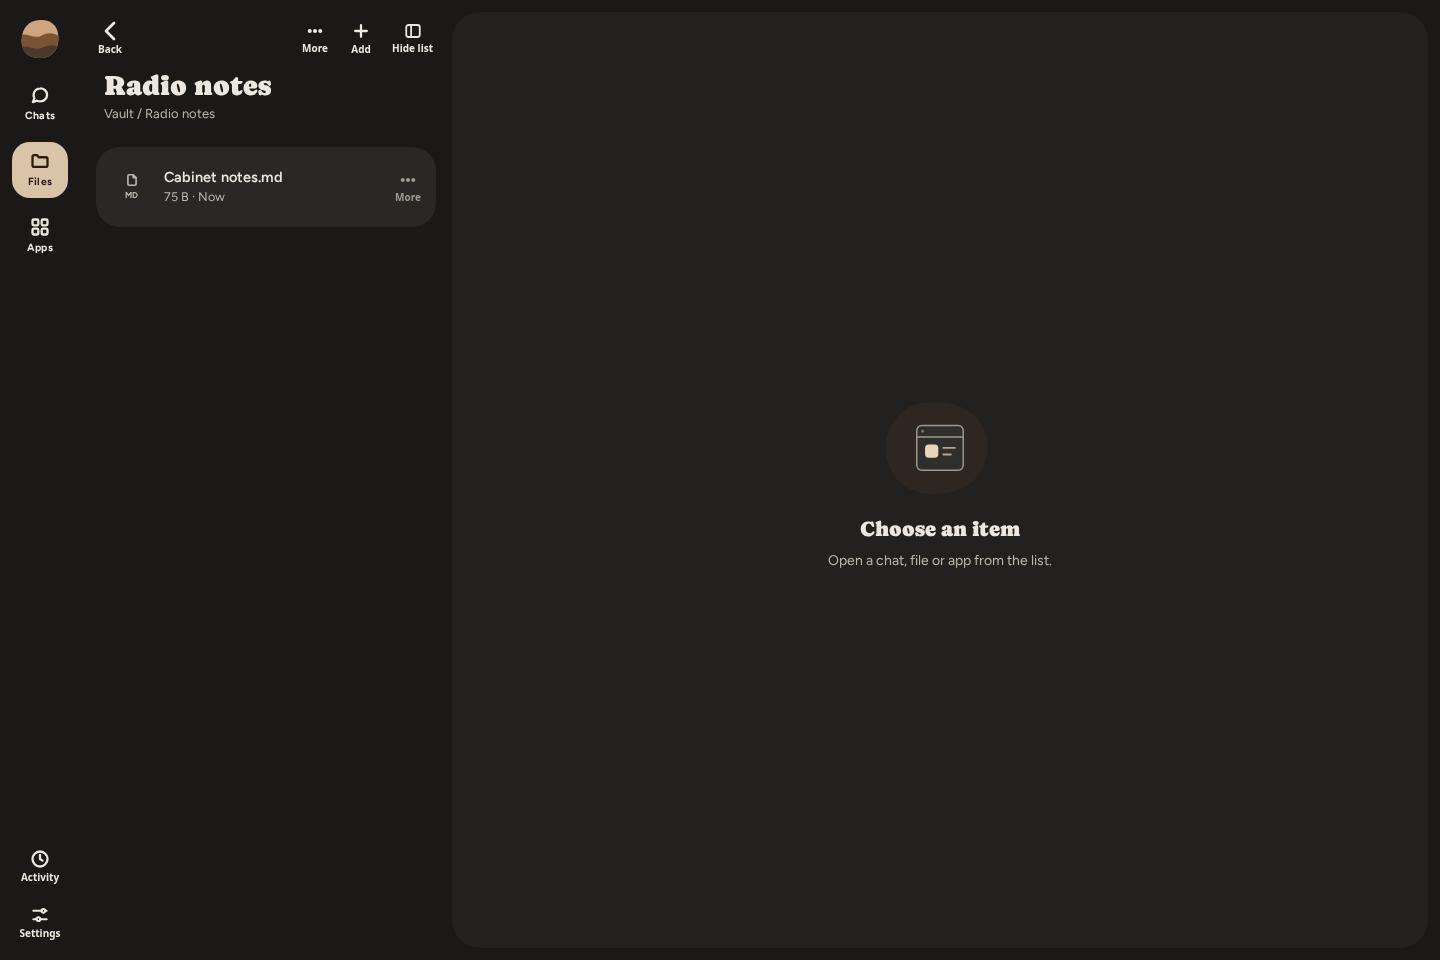 Back
More
Add
Hide list
Radio notes
Vault / Radio notes
Chats
Files
Apps
MD
Cabinet notes.md
75 B · Now
More
Choose an item
Open a chat, file or app from the list.
Activity
Settings